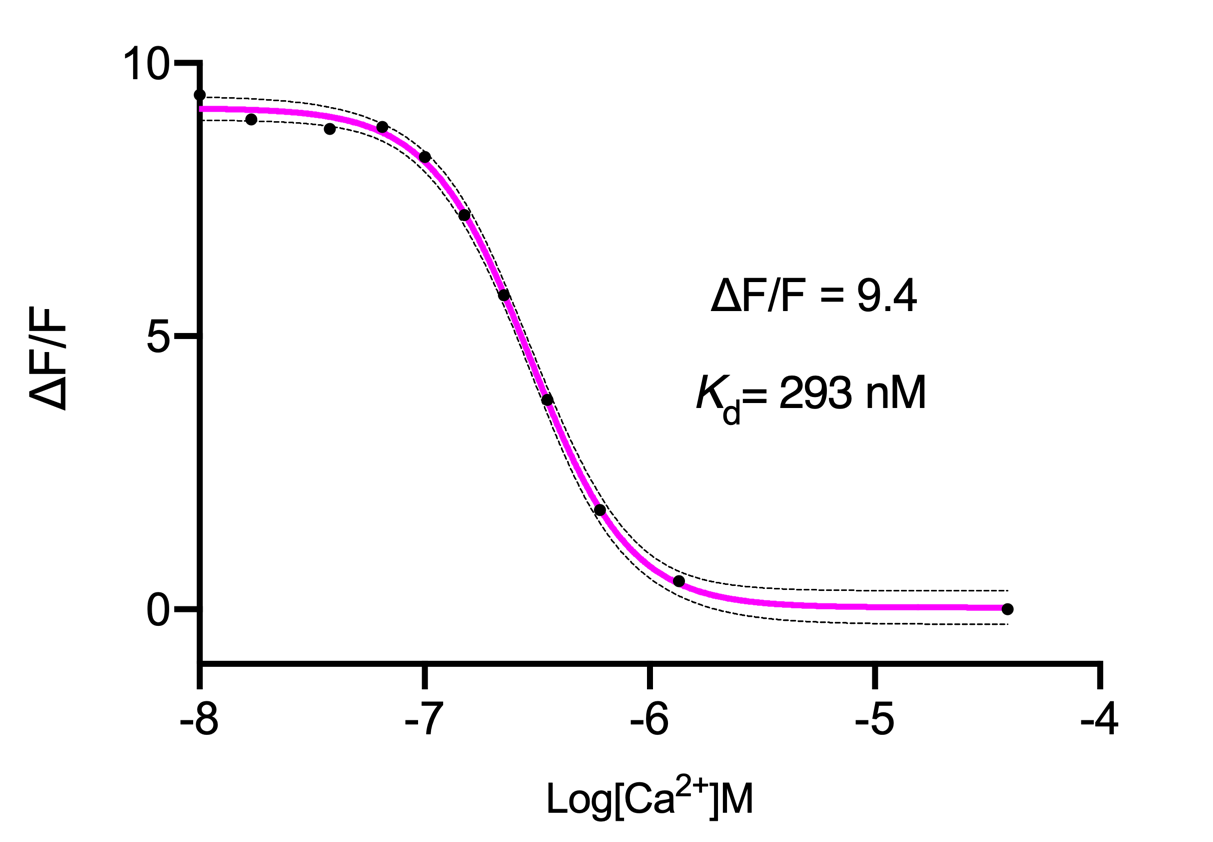 10
5
0
ΔF/F
ΔF/F = 9.4
Kd= 293 nM
-8 -7 -6 -5 -4
Log[Ca2+]M